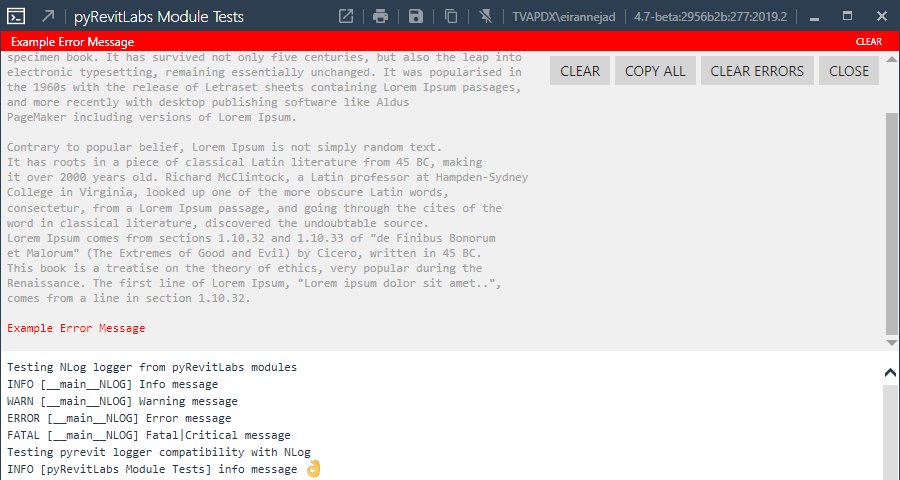 pyRevitLabs Module Tests TVAPDX\eirannejad 4.7-beta:2956b2b:277:2019.2
Example Error Message CLEAR
CLEAR COPY ALL CLEAR ERRORS CLOSE
specimen book. It has survived not only five centuries, but also the leap into
electronic typesetting, remaining essentially unchanged. It was popularised in
the 1960s with the release of Letraset sheets containing Lorem Ipsum passages,
and more recently with desktop publishing software like Aldus
PageMaker including versions of Lorem Ipsum.
Contrary to popular belief, Lorem Ipsum is not simply random text.
It has roots in a piece of classical Latin literature from 45 BC, making
it over 2000 years old. Richard McClintock, a Latin professor at Hampden-Sydney
College in Virginia, looked up one of the more obscure Latin words,
consectetur, from a Lorem Ipsum passage, and going through the cites of the
word in classical literature, discovered the undoubtable source.
Lorem Ipsum comes from sections 1.10.32 and 1.10.33 of "de Finibus Bonorum
et Malorum" (The Extremes of Good and Evil) by Cicero, written in 45 BC.
This book is a treatise on the theory of ethics, very popular during the
Renaissance. The first line of Lorem Ipsum, "Lorem ipsum dolor sit amet..",
comes from a line in section 1.10.32.
Example Error Message
Testing NLog logger from pyRevitLabs modules
INFO [__main__NLOG] Info message
WARN [__main__NLOG] Warning message
ERROR [__main__NLOG] Error message
FATAL [__main__NLOG] Fatal|Critical message
Testing pyrevit logger compatibility with NLog
INFO [pyRevitLabs Module Tests] info message 👌